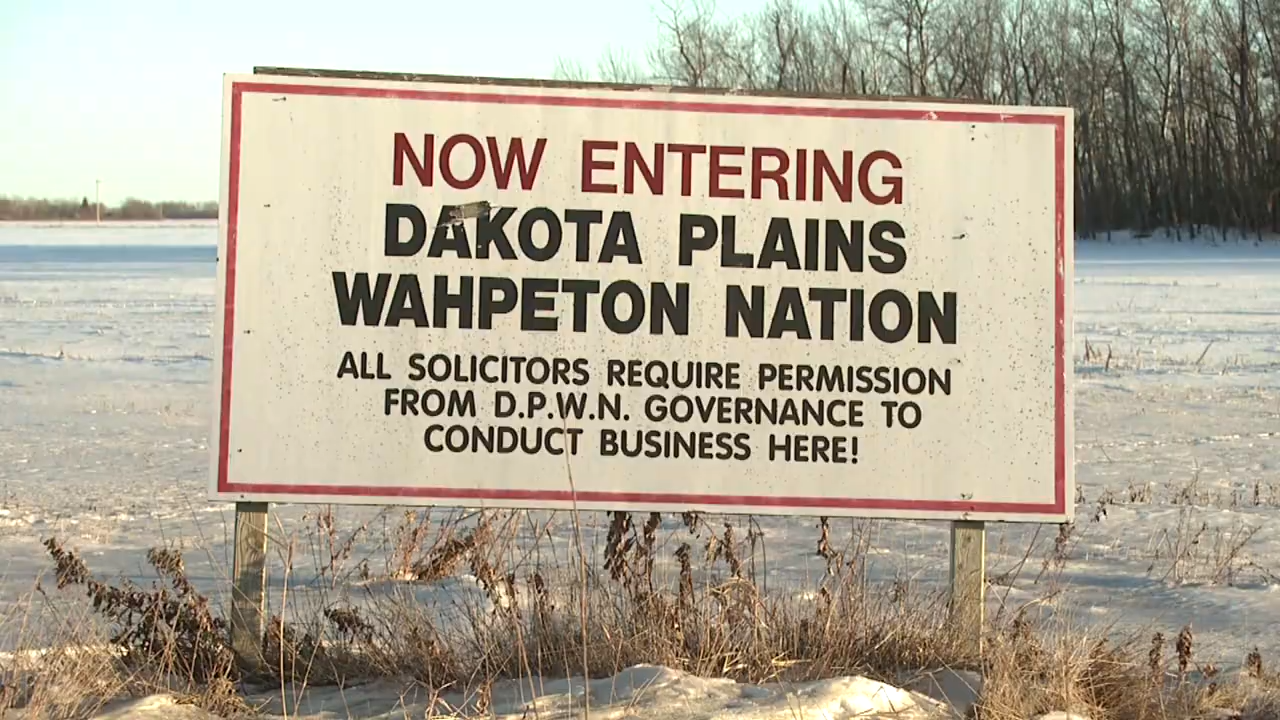 NOW ENTERING
DAKOTA PLAINS
WAHPETON NATION
ALL SOLICITORS REQUIRE PERMISSION
FROM D.P.W.N. GOVERNANCE TO
CONDUCT BUSINESS HERE!